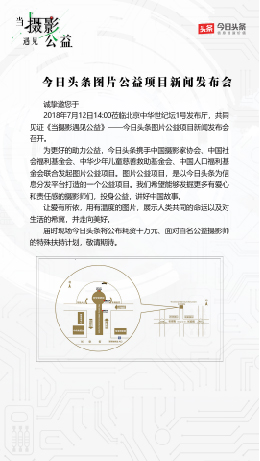 当摄影
遇见公益
头条 今日头条
今日头条图片公益项目新闻发布会
诚挚邀您于
2018年7月12日14:00莅临北京中华世纪坛1号发布厅，共同
见证《当摄影遇见公益》——今日头条图片公益项目新闻发布会
召开。
为更好的助力公益，今日头条携手中国摄影家协会、中国社
会福利基金会、中华少年儿童慈善救助基金会、中国人口福利基
金会联合发起图片公益项目。图片公益项目，是以今日头条为信
息分发平台打造的一个公益项目。我们希望能够发掘更多有爱心
和责任感的摄影师们，投身公益，讲好中国故事。
让爱有所依，用有温度的图片，展示人类共同的命运以及对
生活的希冀，并走向美好。
届时现场今日头条将公布耗资千万元、面对百名公益摄影师
的特殊扶持计划，敬请期待。